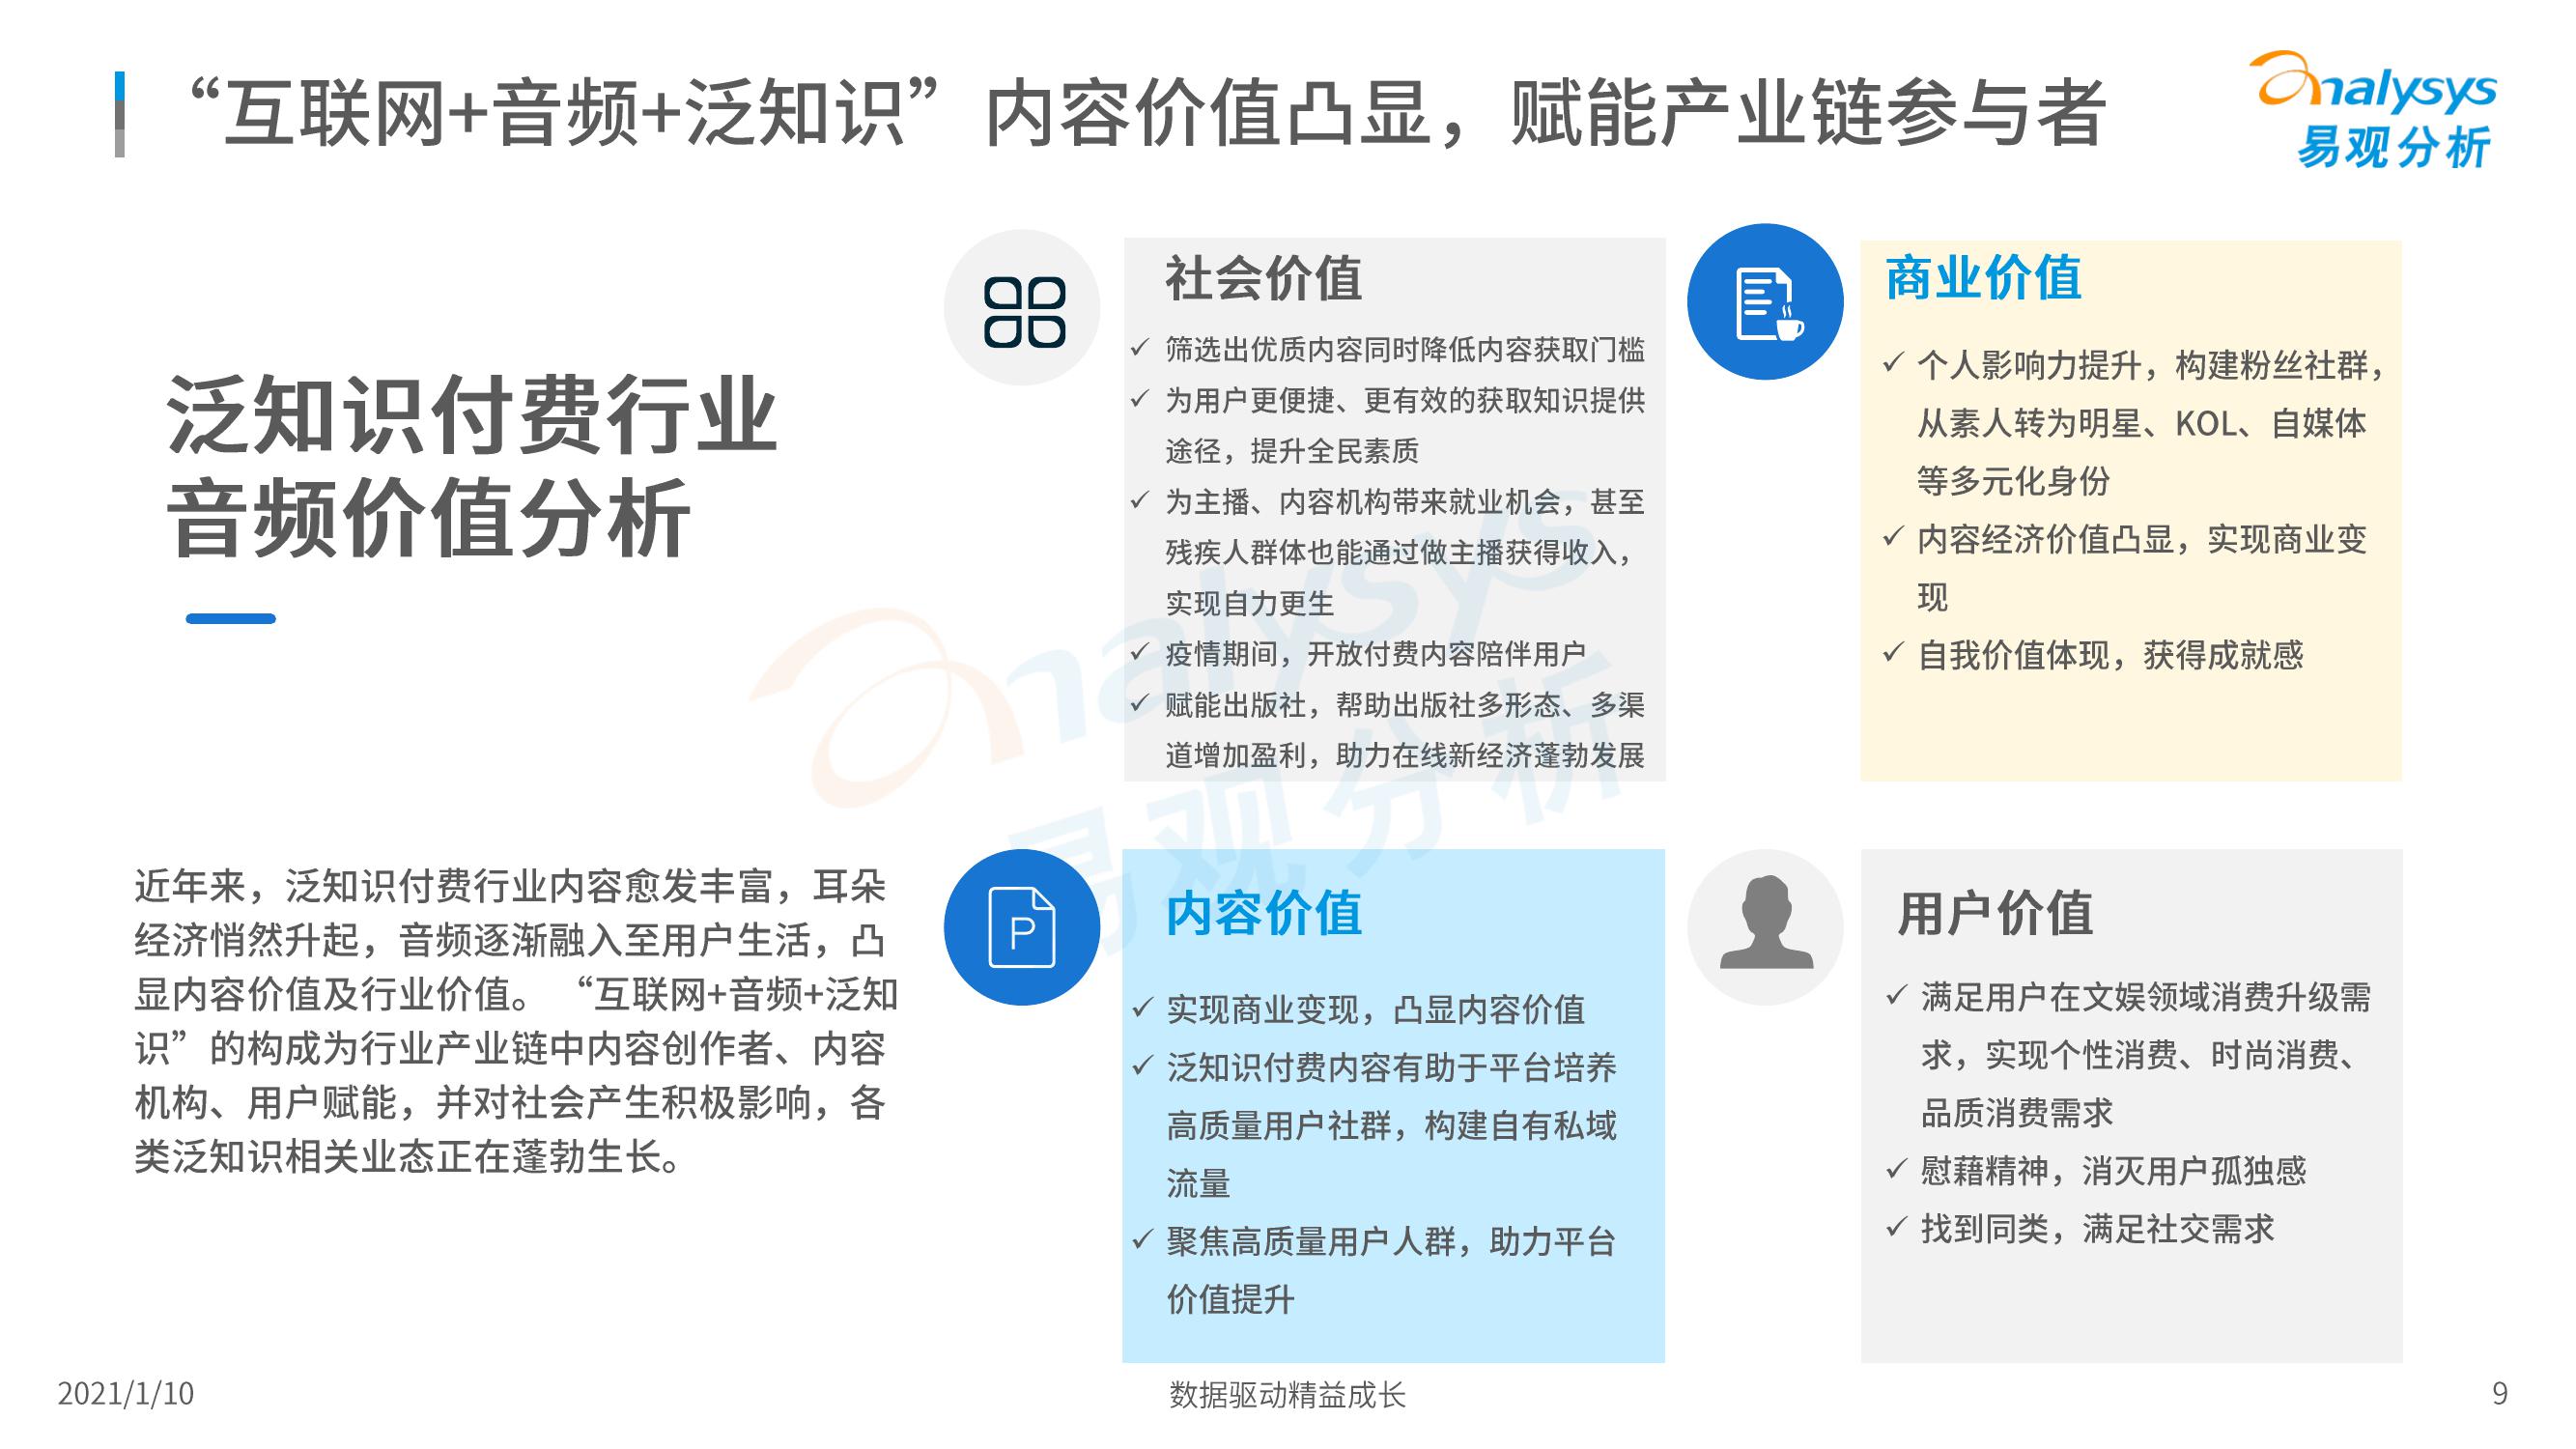 “互联网+音频+泛知识”内容价值凸显，赋能产业链参与者
analysys
易观分析
泛知识付费行业
音频价值分析
近年来，泛知识付费行业内容愈发丰富，耳朵
经济悄然升起，音频逐渐融入至用户生活，凸
显内容价值及行业价值。“互联网+音频+泛知
识”的构成为行业产业链中内容创作者、内容
机构、用户赋能，并对社会产生积极影响，各
类泛知识相关业态正在蓬勃生长。
社会价值
✓ 筛选出优质内容同时降低内容获取门槛
✓ 为用户更便捷、更有效的获取知识提供
途径，提升全民素质
✓ 为主播、内容机构带来就业机会，甚至
残疾人群体也能通过做主播获得收入，
实现自力更生
✓ 疫情期间，开放付费内容陪伴用户
✓ 赋能出版社，帮助出版社多形态、多渠
道增加盈利，助力在线新经济蓬勃发展
商业价值
✓ 个人影响力提升，构建粉丝社群，
从素人转为明星、KOL、自媒体
等多元化身份
✓ 内容经济价值凸显，实现商业变
现
✓ 自我价值体现，获得成就感
P
内容价值
✓ 实现商业变现，凸显内容价值
✓ 泛知识付费内容有助于平台培养
高质量用户社群，构建自有私域
流量
✓ 聚焦高质量用户人群，助力平台
价值提升
用户价值
✓ 满足用户在文娱领域消费升级需
求，实现个性消费、时尚消费、
品质消费需求
✓ 慰藉精神，消灭用户孤独感
✓ 找到同类，满足社交需求
analysys
易观分析
2021/1/10
数据驱动精益成长
9